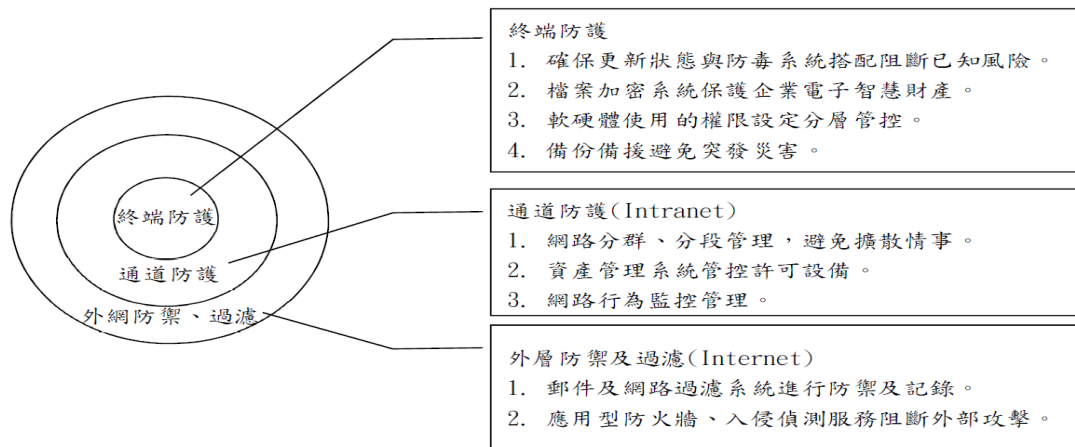 終端防護
通道防護
外網防禦、過濾
終端防護
1. 確保更新狀態與防毒系統搭配阻斷已知風險。
2. 檔案加密系統保護企業電子智慧財產。
3. 軟硬體使用的權限設定分層管控。
4. 備份備援避免突發災害。
通道防護(Intranet)
1. 網路分群、分段管理，避免擴散情事。
2. 資產管理系統管控許可設備。
3. 網路行為監控管理。
外層防禦及過濾(Internet)
1. 郵件及網路過濾系統進行防禦及記錄。
2. 應用型防火牆、入侵偵測服務阻斷外部攻擊。